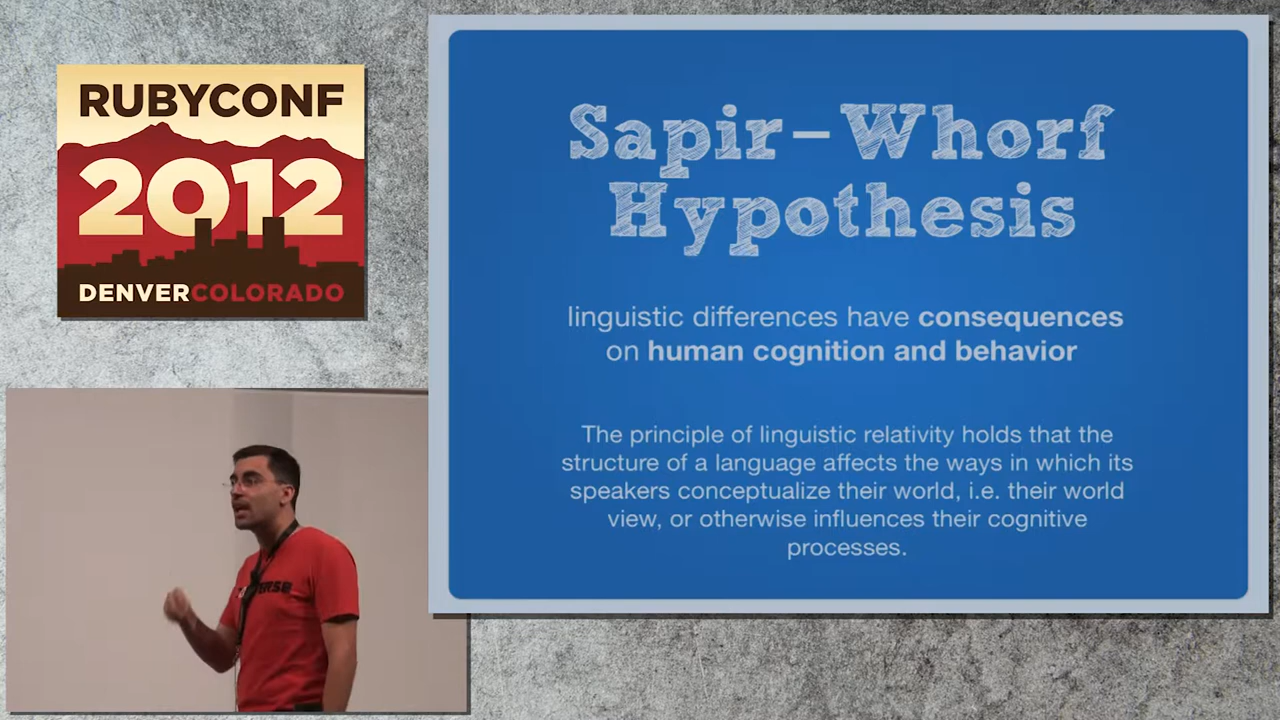 RUBYCONF
2012
DENVERCOLORADO
Sapir-Whorf
Hypothesis
linguistic differences have consequences
on human cognition and behavior
The principle of linguistic relativity holds that the
structure of a language affects the ways in which its
speakers conceptualize their world, i.e. their world
view, or otherwise influences their cognitive
processes.